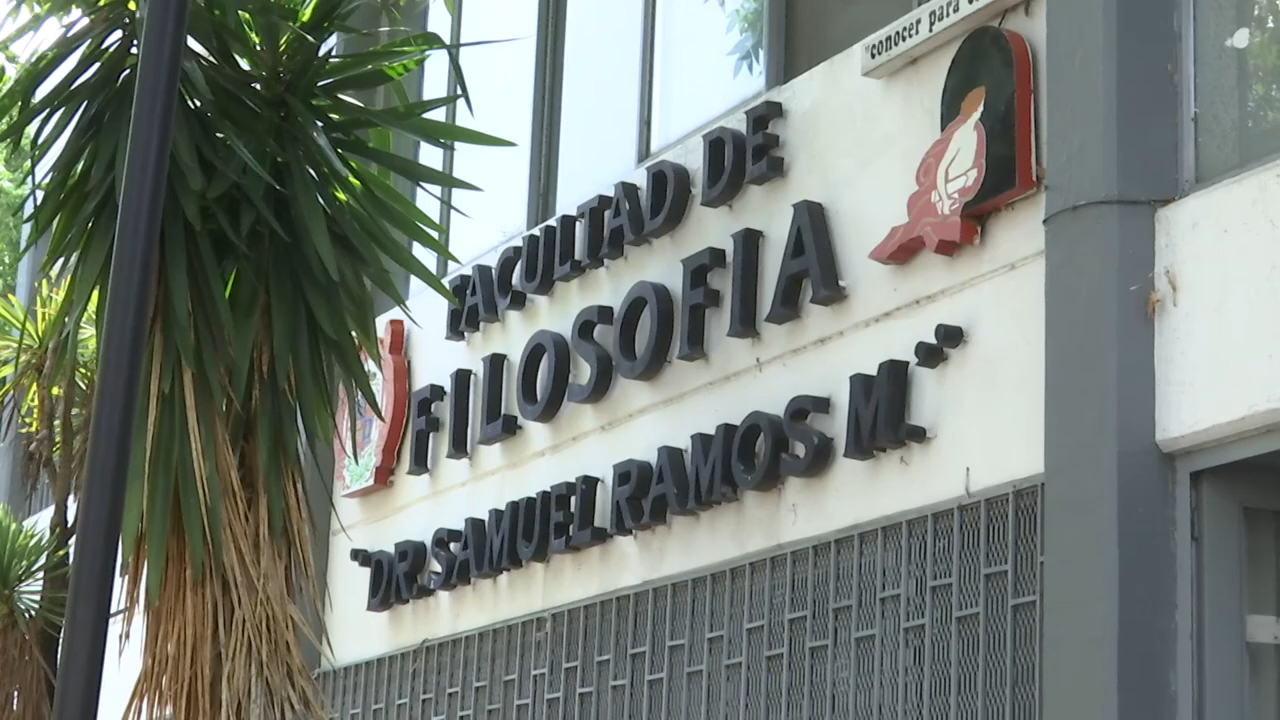 "conocer para
FACULTAD DE
FILOSOFIA
"DR. SAMUEL RAMOS M."